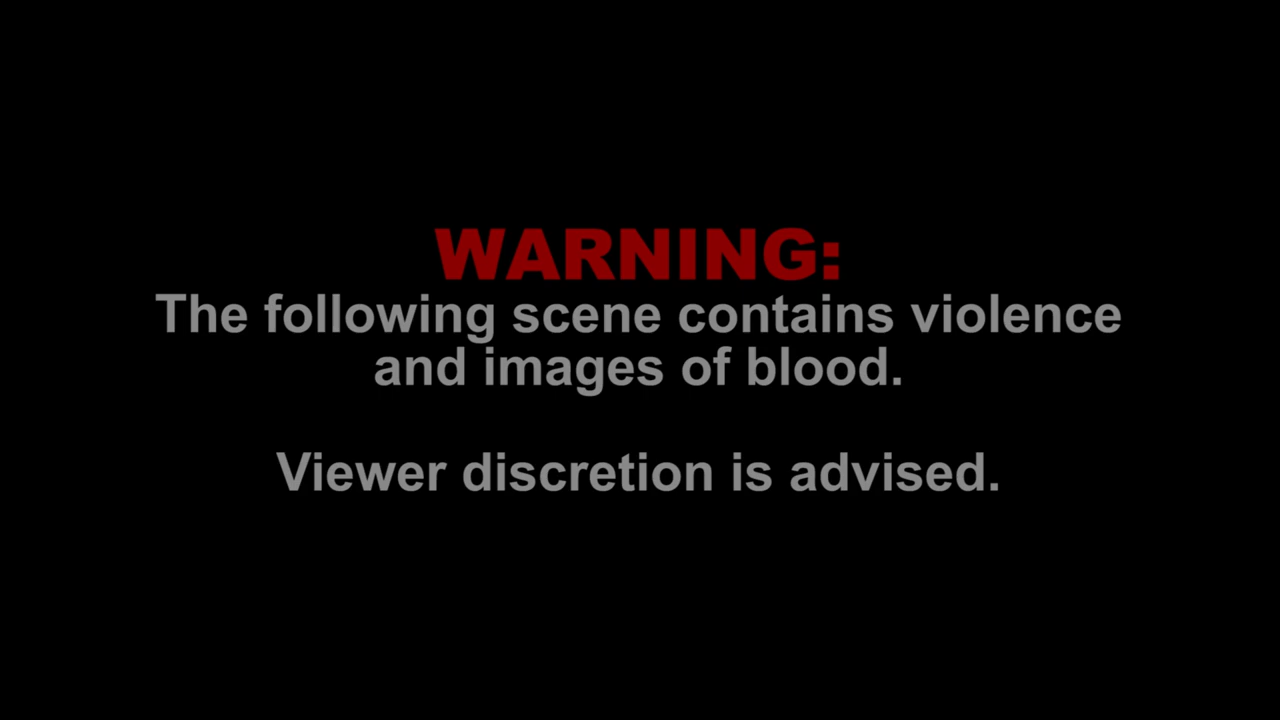 WARNING:
The following scene contains violence
and images of blood.
Viewer discretion is advised.